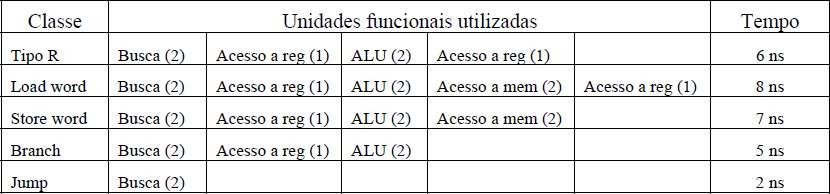 Classe Unidades funcionais utilizadas Tempo
Tipo R Busca (2) Acesso a reg (1) ALU (2) Acesso a reg (1) 6 ns
Load word Busca (2) Acesso a reg (1) ALU (2) Acesso a mem (2) Acesso a reg (1) 8 ns
Store word Busca (2) Acesso a reg (1) ALU (2) Acesso a mem (2) 7 ns
Branch Busca (2) Acesso a reg (1) ALU (2) 5 ns
Jump Busca (2) 2 ns